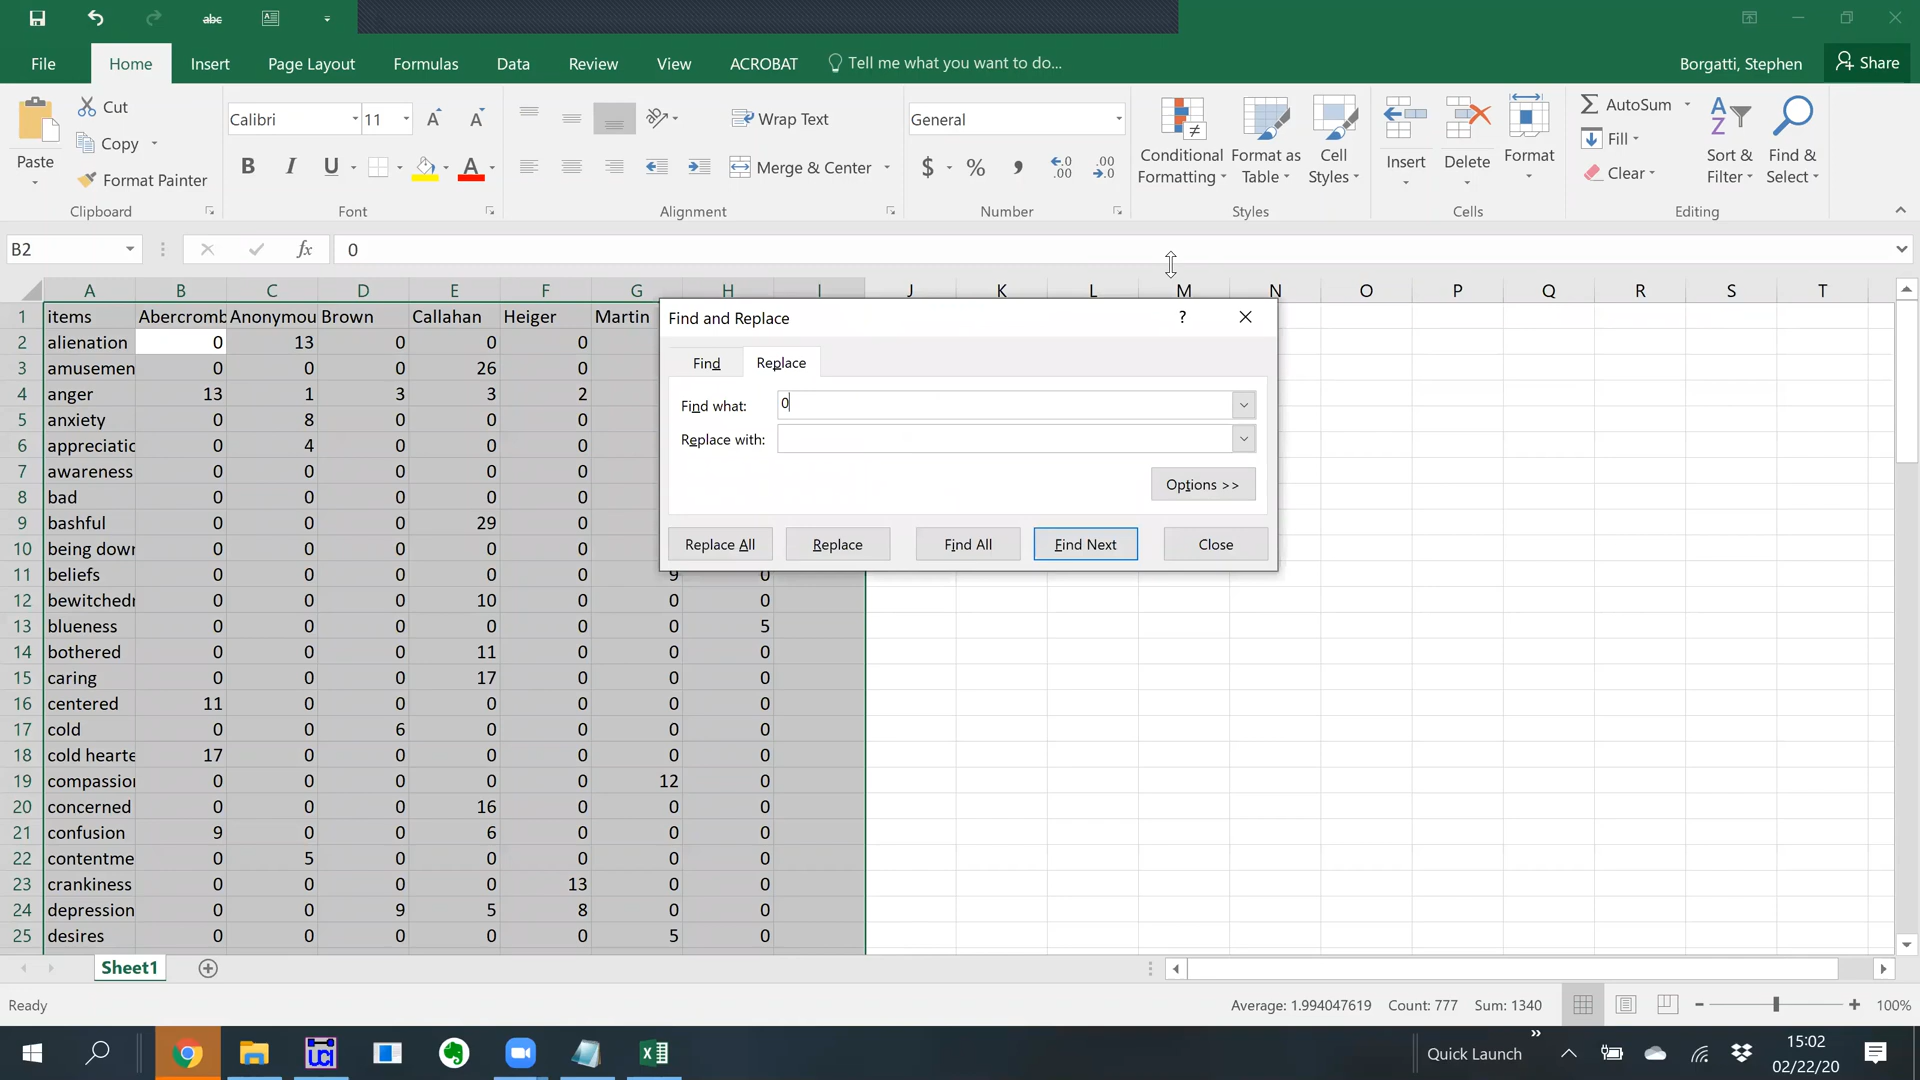 abc
File Home Insert Page Layout Formulas Data Review View ACROBAT Tell me what you want to do... Borgatti, Stephen Share
Paste
Cut
Copy
Format Painter
Clipboard
Calibri 11
B I U A
Font
Wrap Text
Merge & Center
Alignment
General
$ % , .0 .00 .00 .0
Number
Conditional Formatting
Format as Table
Cell Styles
Styles
Insert
Delete
Format
Cells
AutoSum
Fill
Clear
Sort & Filter
Find & Select
Editing
B2 fx 0
A B C D E F G H I J K L M N O P Q R S T
1 items Abercromb Anonymou Brown Callahan Heiger Martin
2 alienation 0 13 0 0 0
3 amusemen 0 0 0 26 0
4 anger 13 1 3 3 2
5 anxiety 0 8 0 0 0
6 appreciatic 0 4 0 0 0
7 awareness 0 0 0 0 0
8 bad 0 0 0 0 0
9 bashful 0 0 0 29 0
10 being down 0 0 0 0 0
11 beliefs 0 0 0 0 0 9 0
12 bewitchedn 0 0 0 10 0 0 0
13 blueness 0 0 0 0 0 0 5
14 bothered 0 0 0 11 0 0 0
15 caring 0 0 0 17 0 0 0
16 centered 11 0 0 0 0 0 0
17 cold 0 0 6 0 0 0 0
18 cold hearte 17 0 0 0 0 0 0
19 compassion 0 0 0 0 0 12 0
20 concerned 0 0 0 16 0 0 0
21 confusion 9 0 0 6 0 0 0
22 contentme 0 5 0 0 0 0 0
23 crankiness 0 0 0 0 13 0 0
24 depression 0 0 9 5 8 0 0
25 desires 0 0 0 0 0 5 0
Find and Replace ?
Find Replace
Find what: 0
Replace with:
Options >>
Replace All Replace Find All Find Next Close
Sheet1
Ready Average: 1.994047619 Count: 777 Sum: 1340 100%
UCI
Quick Launch »
15:02
02/22/20